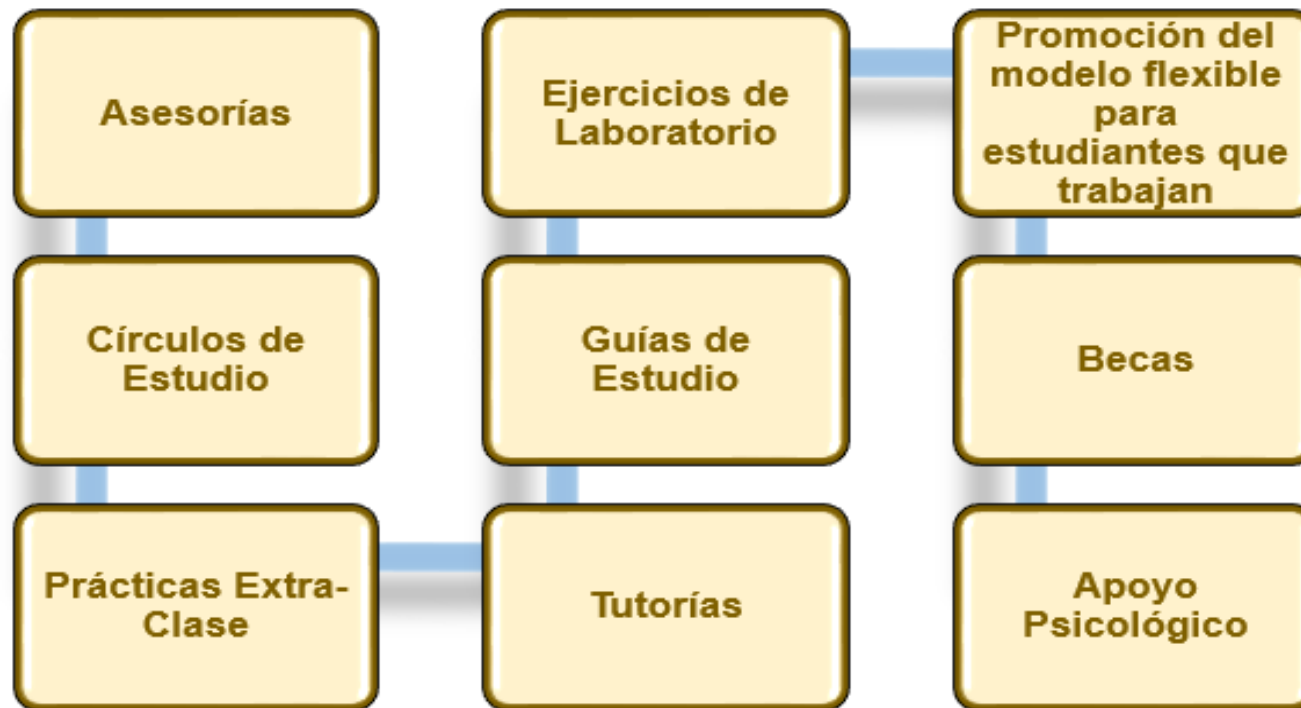 Asesorías
Círculos de
Estudio
Prácticas Extra-
Clase
Tutorías
Guías de
Estudio
Ejercicios de
Laboratorio
Promoción del
modelo flexible
para
estudiantes que
trabajan
Becas
Apoyo
Psicológico